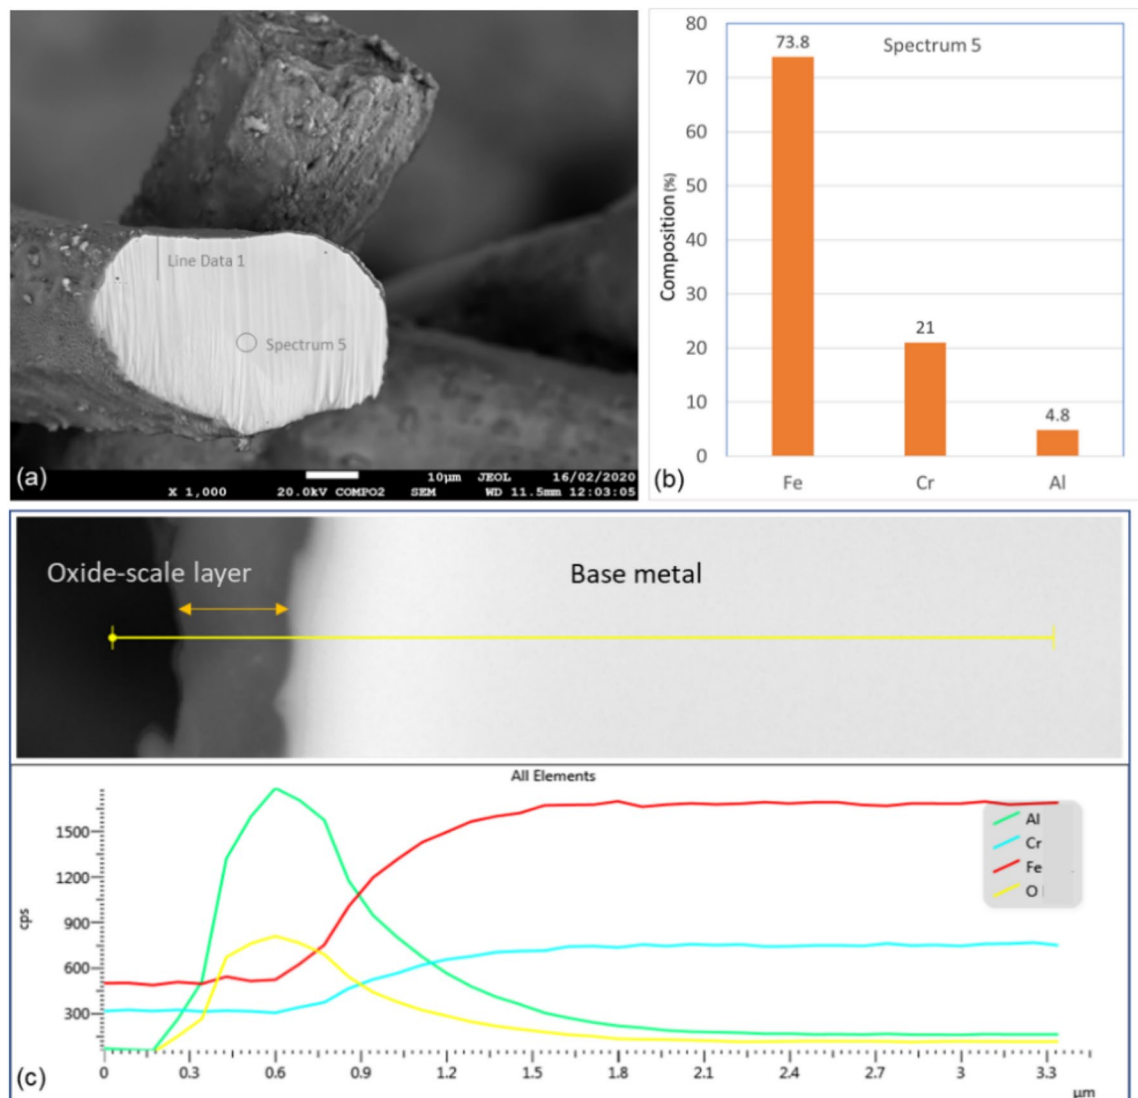 Line Data 1
Spectrum 5
(a)
10µm JEOL 16/02/2020
X 1,000 20.0kV COMPO2 SEM WD 11.5mm 12:03:05
Spectrum 5
Composition (%)
80
70
60
50
40
30
20
10
0
73.8
21
4.8
Fe Cr Al
(b)
Oxide-scale layer
Base metal
All Elements
cps
1500
1200
900
600
300
Al
Cr
Fe
O
0 0.3 0.6 0.9 1.2 1.5 1.8 2.1 2.4 2.7 3 3.3
µm
(c)